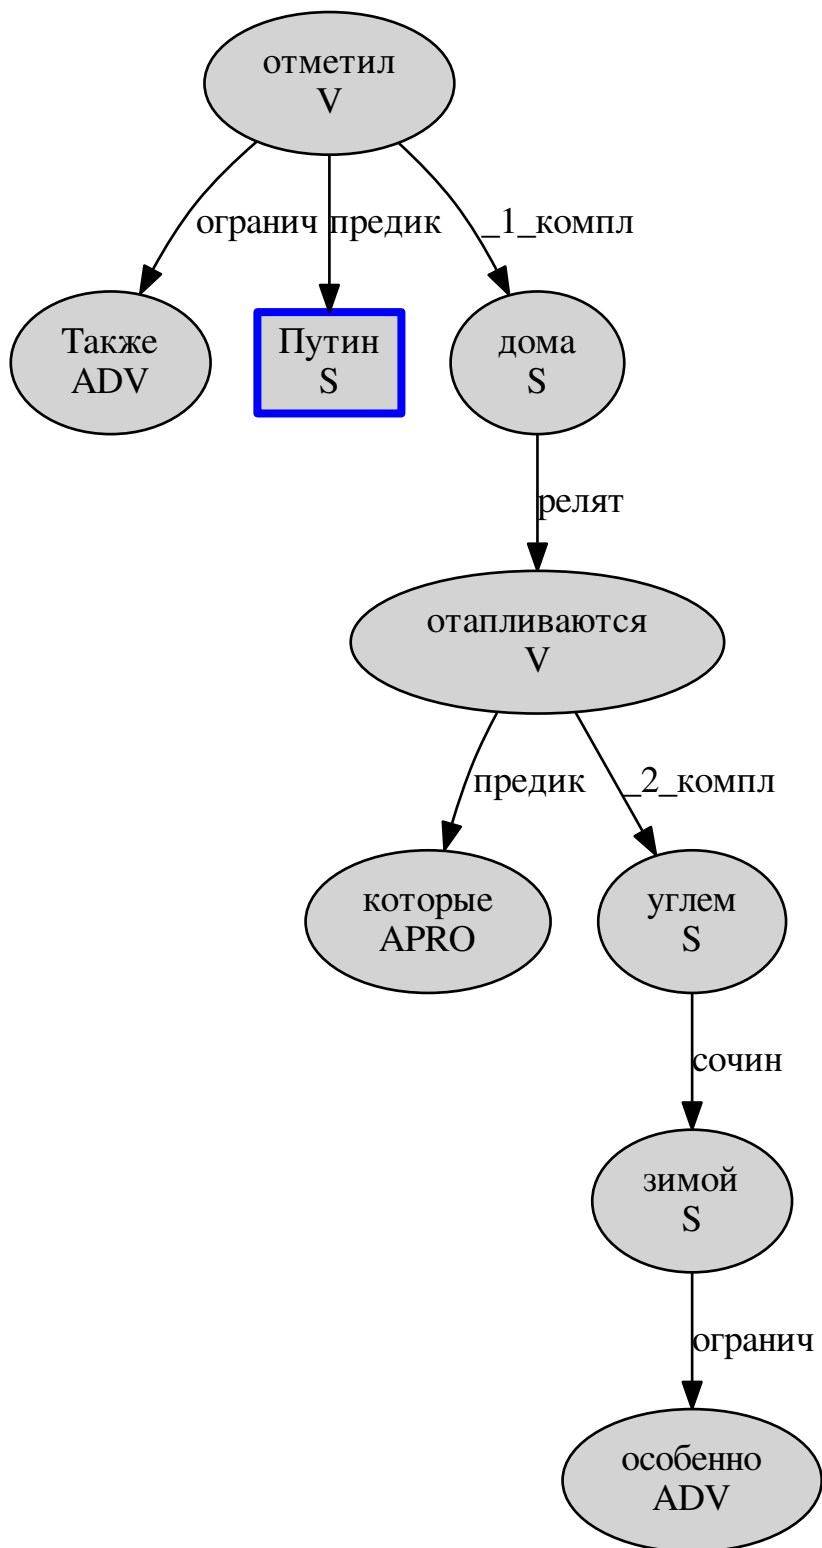 отметил
V
огранич
предик
_1_компл
Также
ADV
Путин
S
дома
S
релят
отапливаются
V
предик
_2_компл
которые
APRO
углем
S
сочин
зимой
S
огранич
особенно
ADV